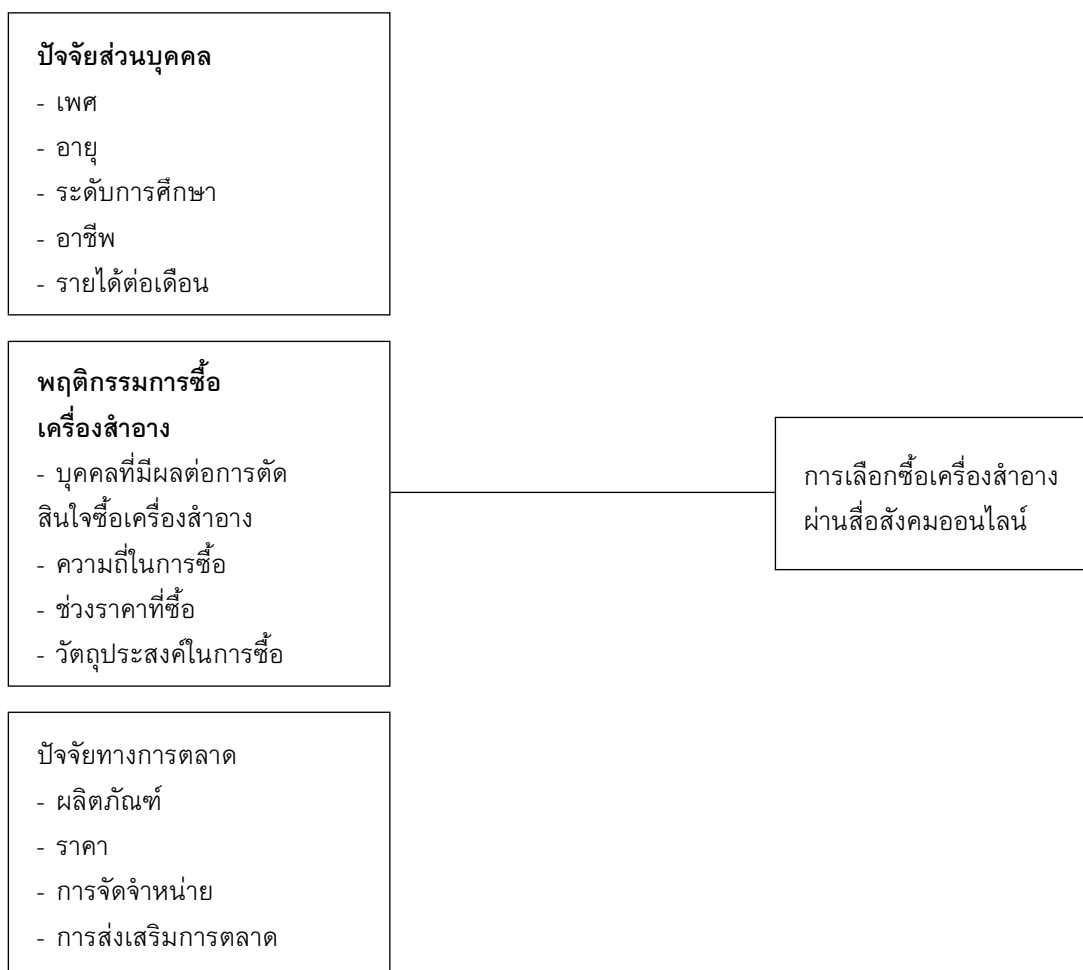 ปัจจัยส่วนบุคคล
- เพศ
- อายุ
- ระดับการศึกษา
- อาชีพ
- รายได้ต่อเดือน
พฤติกรรมการซื้อ
เครื่องสำอาง
- บุคคลที่มีผลต่อการตัด
สินใจซื้อเครื่องสำอาง
- ความถี่ในการซื้อ
- ช่วงราคาที่ซื้อ
- วัตถุประสงค์ในการซื้อ
การเลือกซื้อเครื่องสำอาง
ผ่านสื่อสังคมออนไลน์
ปัจจัยทางการตลาด
- ผลิตภัณฑ์
- ราคา
- การจัดจำหน่าย
- การส่งเสริมการตลาด